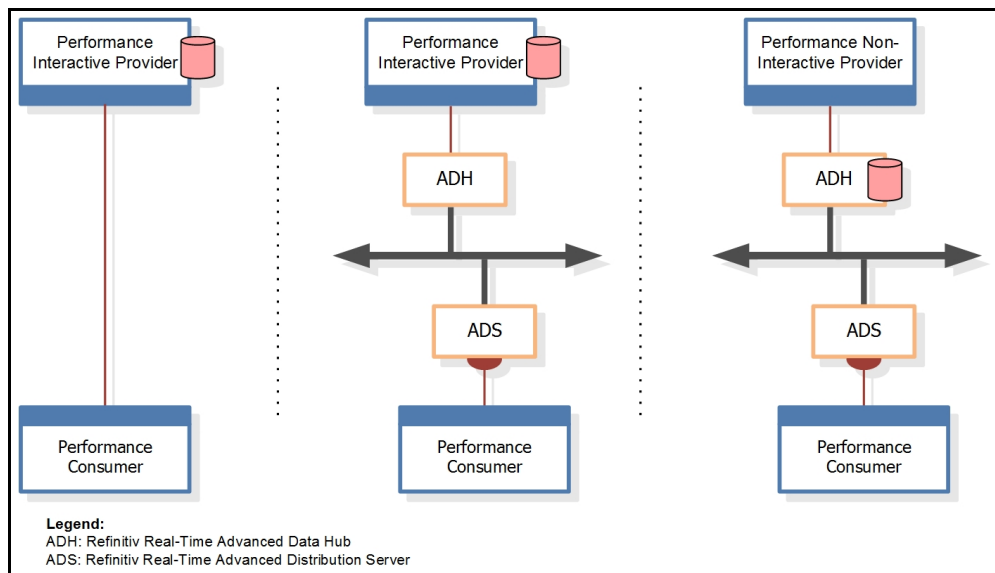 Performance
Interactive Provider
Performance
Interactive Provider
Performance Non-
Interactive Provider
ADH
ADH
ADS
ADS
Performance
Consumer
Performance
Consumer
Performance
Consumer
Legend:
ADH: Refinitiv Real-Time Advanced Data Hub
ADS: Refinitiv Real-Time Advanced Distribution Server